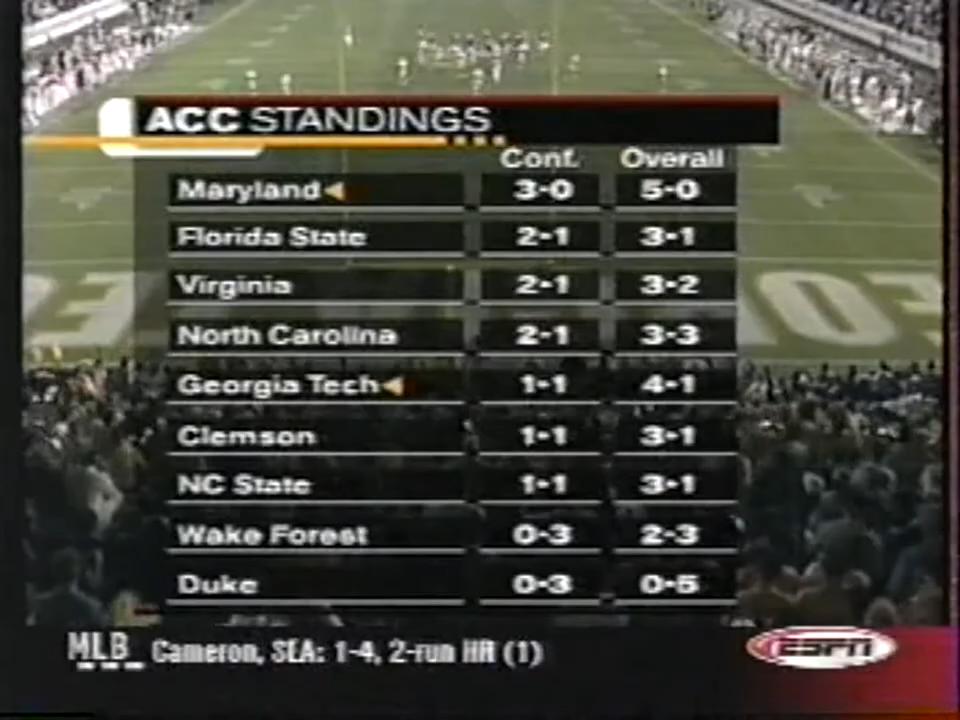 ACC STANDINGS
Conf. Overall
Maryland 3-0 5-0
Florida State 2-1 3-1
Virginia 2-1 3-2
North Carolina 2-1 3-3
Georgia Tech 1-1 4-1
Clemson 1-1 3-1
NC State 1-1 3-1
Wake Forest 0-3 2-3
Duke 0-3 0-5
MLB Cameron, SEA: 1-4, 2-run HR (1)
ESPN